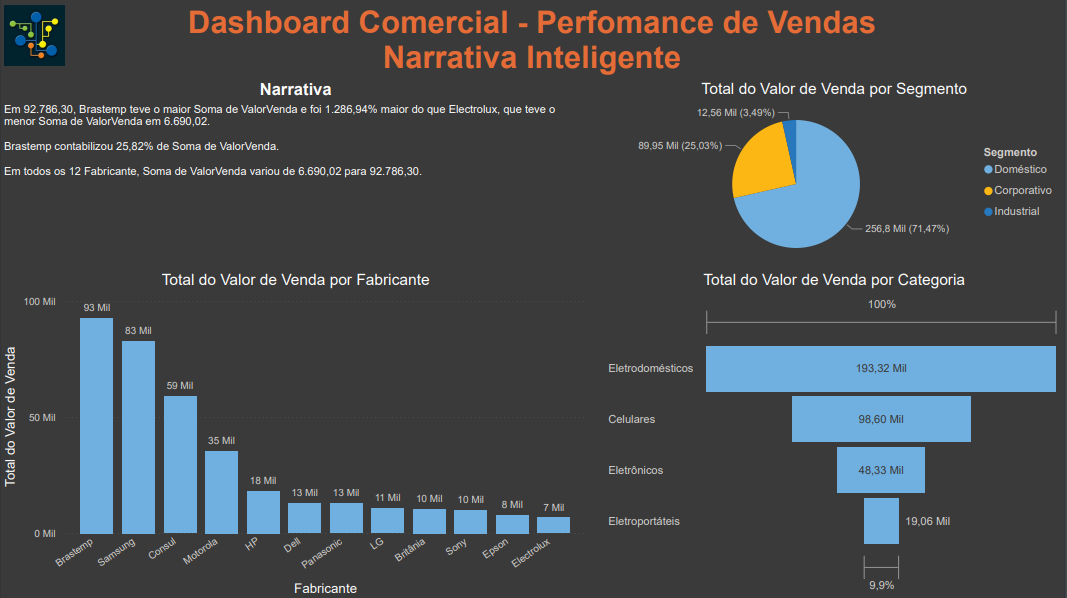 Dashboard Comercial - Perfomance de Vendas
Narrativa Inteligente
Narrativa
Em 92.786,30, Brastemp teve o maior Soma de ValorVenda e foi 1.286,94% maior do que Electrolux, que teve o
menor Soma de ValorVenda em 6.690,02.
Brastemp contabilizou 25,82% de Soma de ValorVenda.
Em todos os 12 Fabricante, Soma de ValorVenda variou de 6.690,02 para 92.786,30.
Total do Valor de Venda por Segmento
12,56 Mil (3,49%)
89,95 Mil (25,03%)
256,8 Mil (71,47%)
Segmento
Doméstico
Corporativo
Industrial
Total do Valor de Venda por Fabricante
Total do Valor de Venda
100 Mil
50 Mil
0 Mil
93 Mil
83 Mil
59 Mil
35 Mil
18 Mil
13 Mil
13 Mil
11 Mil
10 Mil
10 Mil
8 Mil
7 Mil
Brastemp
Samsung
Consul
Motorola
HP
Dell
Panasonic
LG
Britânia
Sony
Epson
Electrolux
Fabricante
Total do Valor de Venda por Categoria
100%
Eletrodomésticos 193,32 Mil
Celulares 98,60 Mil
Eletrônicos 48,33 Mil
Eletroportáteis 19,06 Mil
9,9%